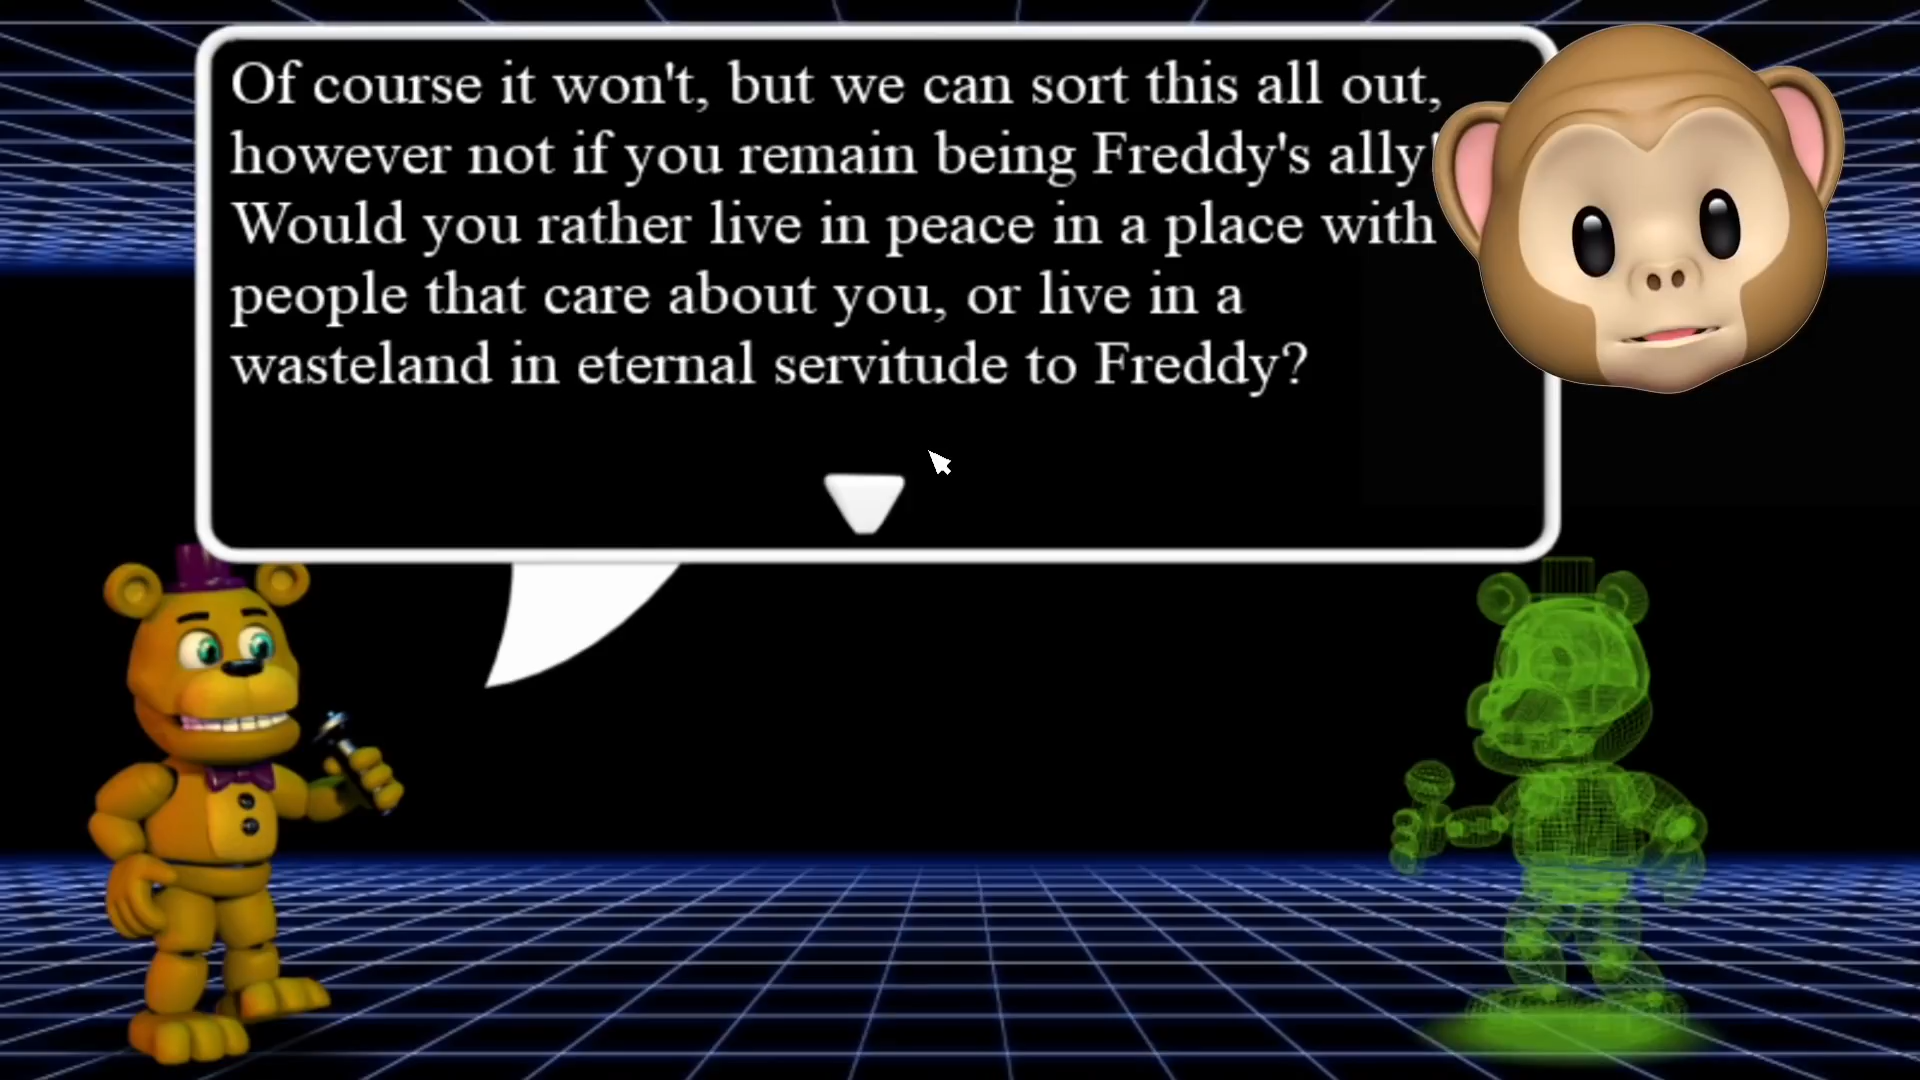 Of course it won't, but we can sort this all out,
however not if you remain being Freddy's ally!
Would you rather live in peace in a place with
people that care about you, or live in a
wasteland in eternal servitude to Freddy?